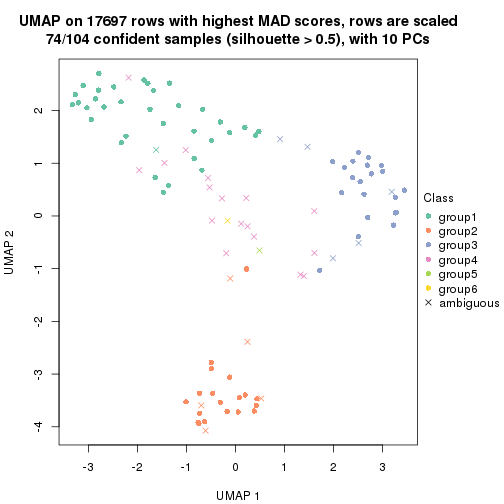 UMAP on 17697 rows with highest MAD scores, rows are scaled
74/104 confident samples (silhouette > 0.5), with 10 PCs
UMAP 2
2
1
0
-1
-2
-3
-4
-3 -2 -1 0 1 2 3
UMAP 1
Class
group1
group2
group3
group4
group5
group6
ambiguous